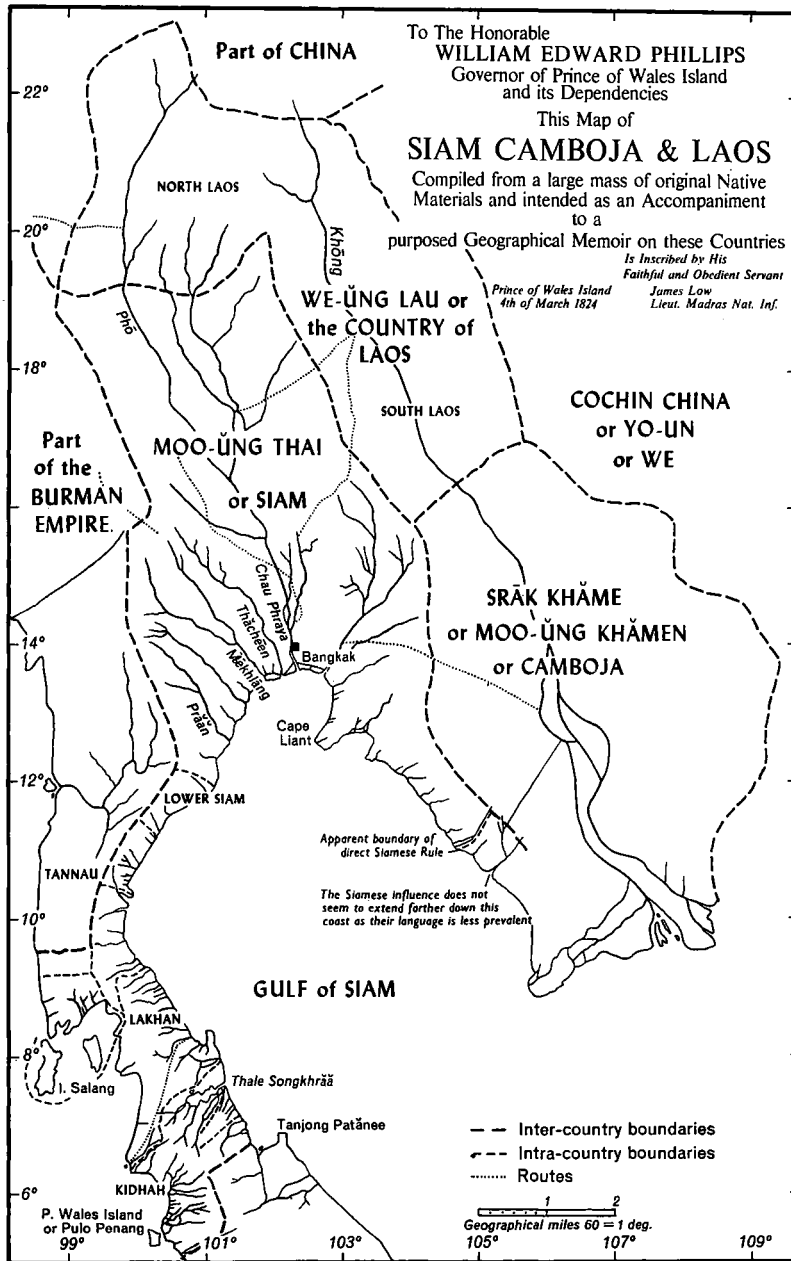 To The Honorable
WILLIAM EDWARD PHILLIPS
Governor of Prince of Wales Island
and its Dependencies
This Map of
SIAM CAMBOJA & LAOS
Compiled from a large mass of original Native
Materials and intended as an Accompaniment
to a
purposed Geographical Memoir on these Countries
Is Inscribed by His
Faithful and Obedient Servant
Prince of Wales Island
4th of March 1824
James Low
Lieut. Madras Nat. Inf.
Part of CHINA
22°
NORTH LAOS
20°
Khōng
Phō
WE-ŬNG LAU or
the COUNTRY of
LAOS
18°
SOUTH LAOS
COCHIN CHINA
or YO-UN
or WE
Part
of the
BURMAN
EMPIRE.
MOO-ŬNG THAI
or SIAM
16°
Chau Phraya
Thăchēen
Mēkhlăng
Prăăn
SRĀK KHĂME
or MOO-ŬNG KHĂMEN
or CAMBOJA
14°
Bangkak
Cape
Liant
12°
LOWER SIAM
Apparent boundary of
direct Siamese Rule
TANNAU
The Siamese influence does not
seem to extend forther down this
coast as their language is less prevalent
10°
GULF of SIAM
LAKHAN
8°
I. Salang
Thale Songkhrăă
Tanjong Patănee
KIDHAH
6°
P. Wales Island
or Pulo Penang
Inter-country boundaries
Intra-country boundaries
Routes
1 2
Geographical miles 60 = 1 deg.
99° 101° 103° 105° 107° 109°